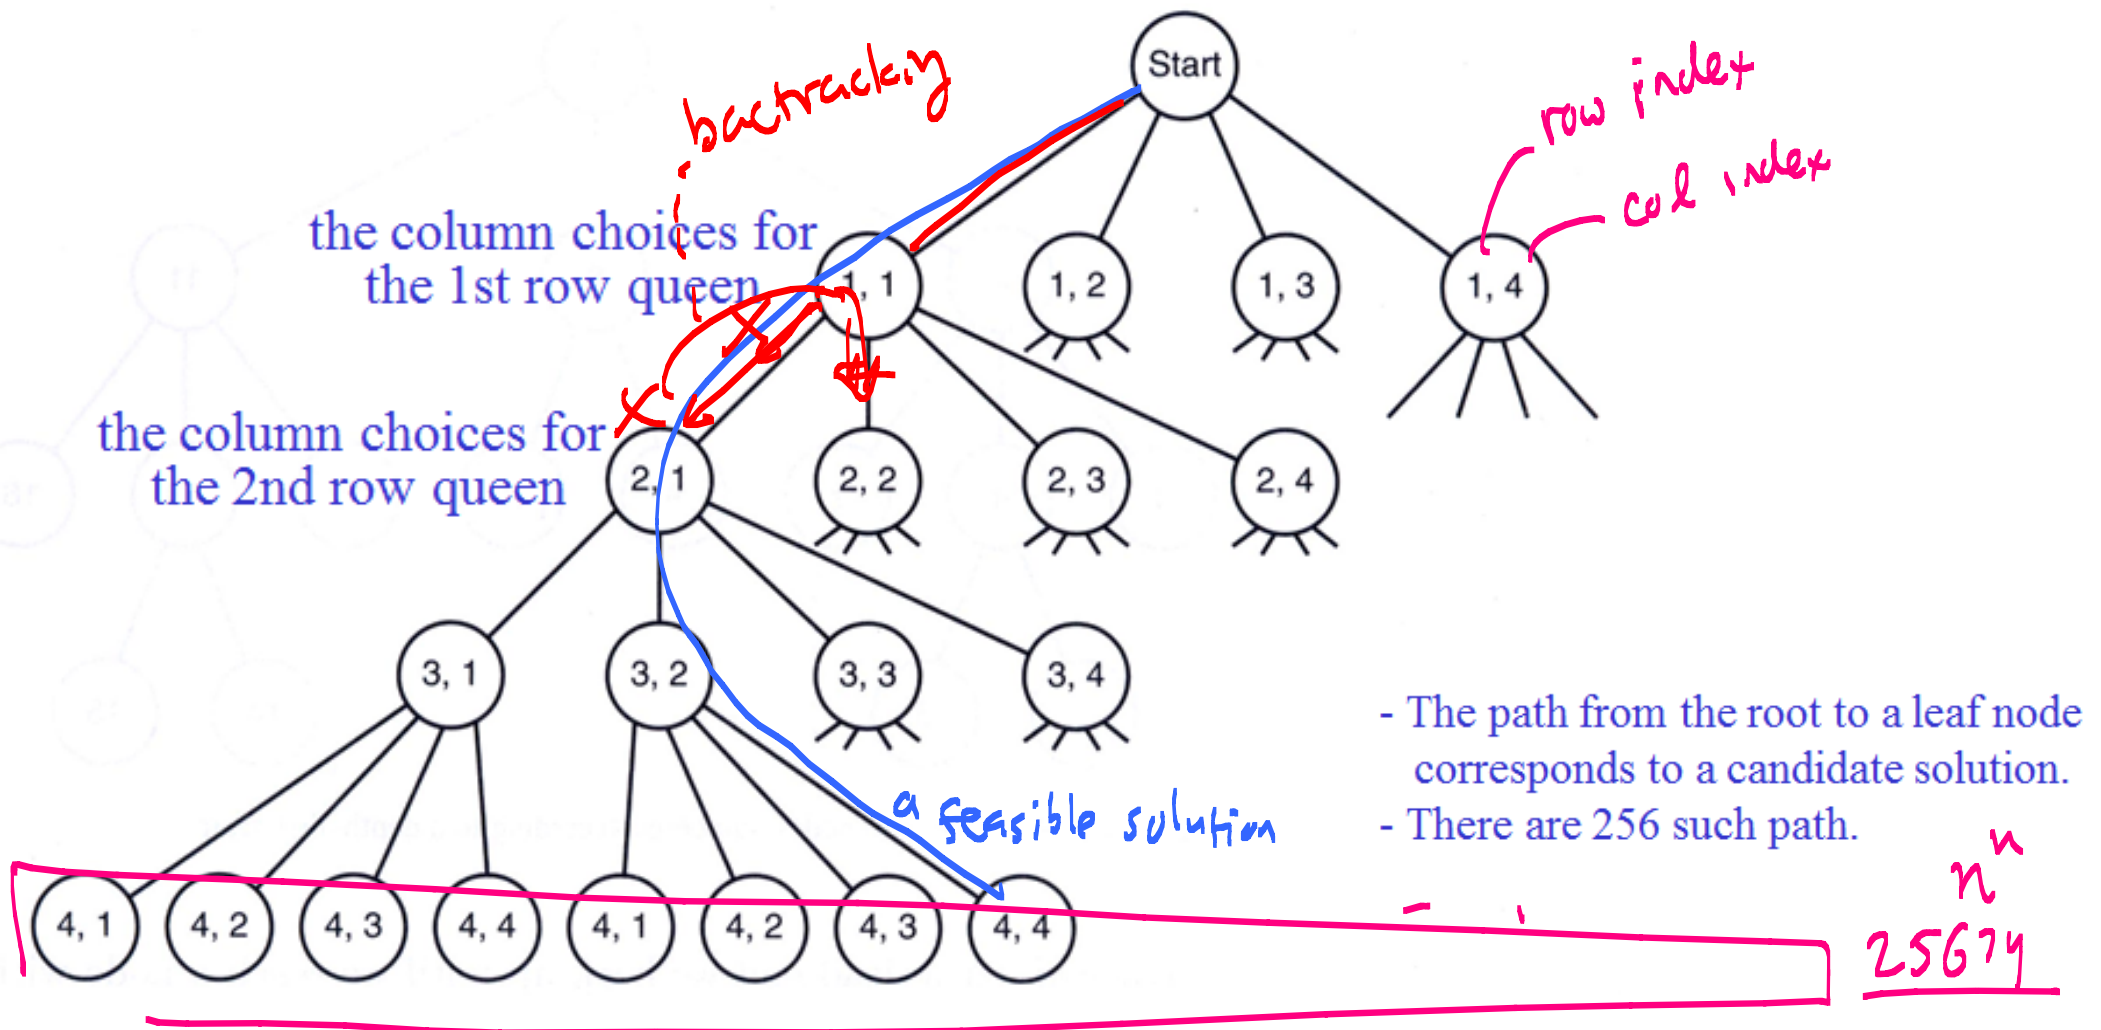 Start
bactracking
row index
col index
the column choices for
the 1st row queen
1, 1
1, 2
1, 3
1, 4
the column choices for
the 2nd row queen
2, 1
2, 2
2, 3
2, 4
3, 1
3, 2
3, 3
3, 4
- The path from the root to a leaf node
corresponds to a candidate solution.
- There are 256 such path.
a feasible solution
n^n
4, 1
4, 2
4, 3
4, 4
4, 1
4, 2
4, 3
4, 4